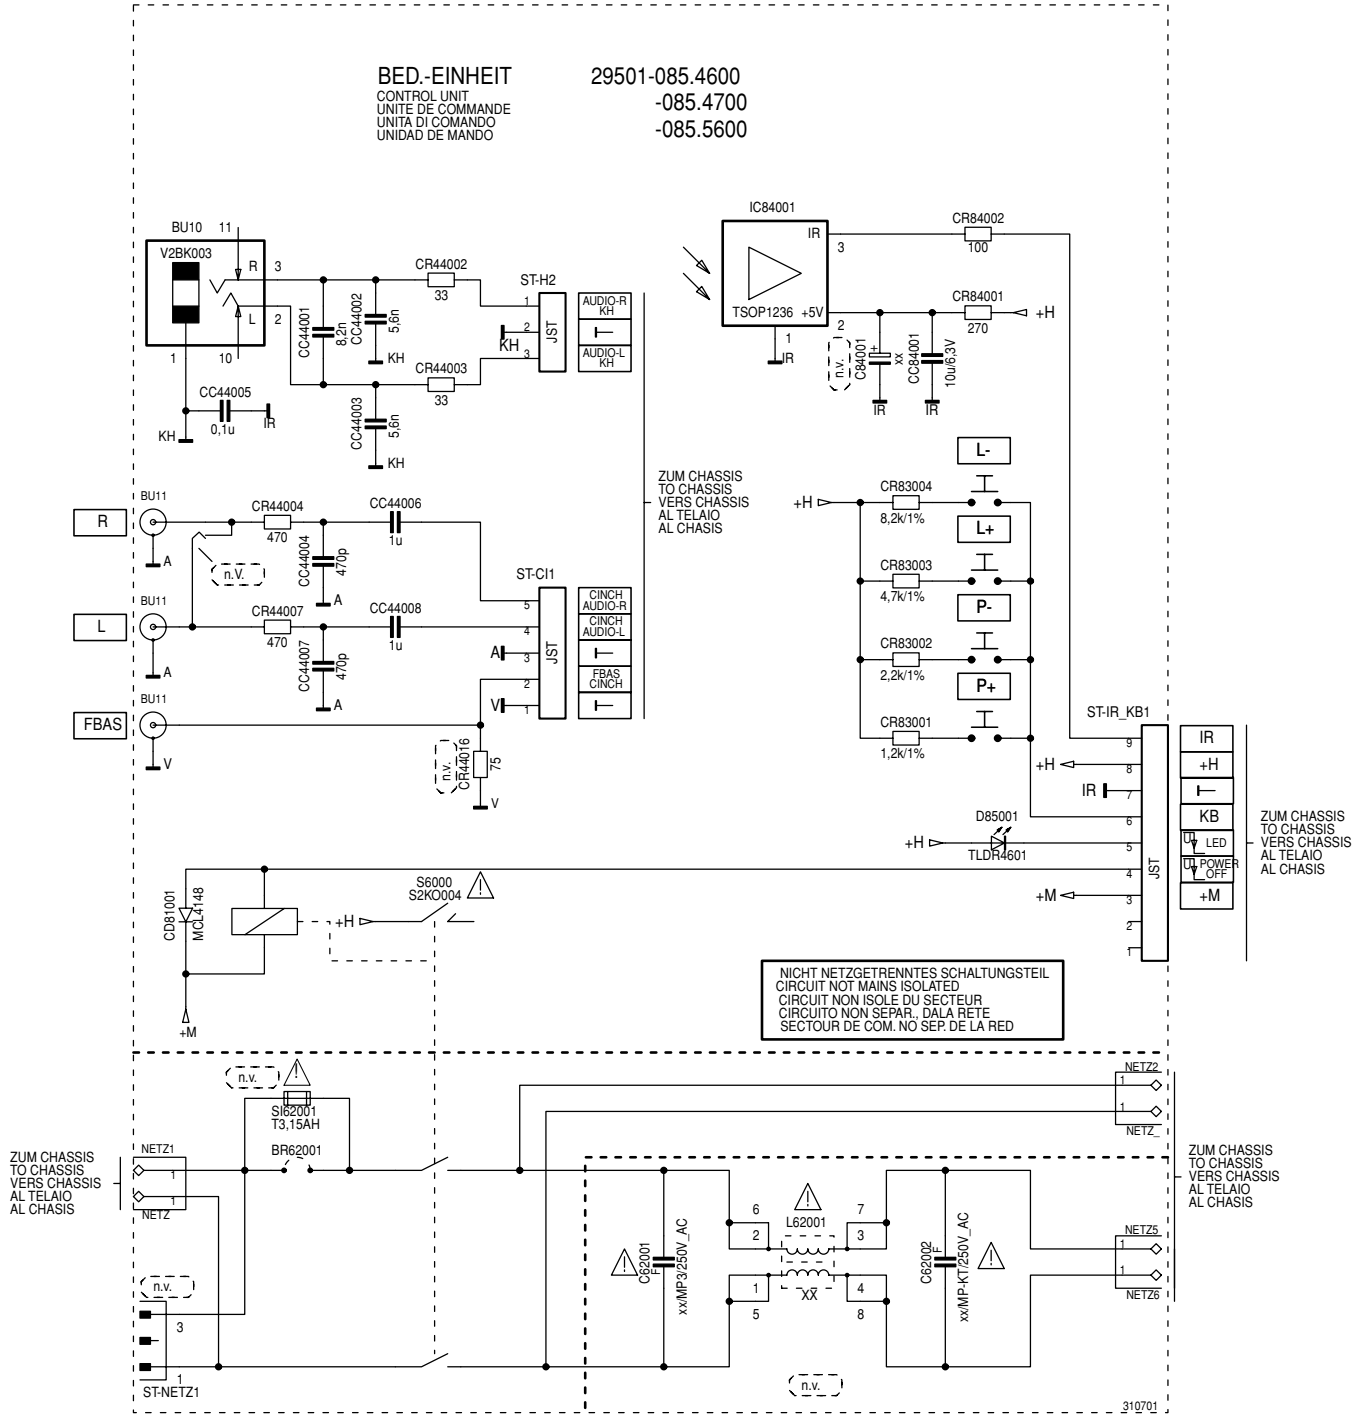 BED.-EINHEIT 29501-085.4600
CONTROL UNIT
UNITE DE COMMANDE -085.4700
UNITA DI COMANDO
UNIDAD DE MANDO -085.5600
BU10 11
V2BK003
R 3
L 2
1 10
CC44005
0,1u
IR
KH
CC44001
8,2n
CC44002
5,6n
KH
CR44002
33
CR44003
33
CC44003
5,6n
KH
ST-H2
1
2
3
KH
JST
AUDIO-R
KH
AUDIO-L
KH
IC84001
IR
3
TSOP1236 +5V
2
1
IR
CR84002
100
CR84001
270
+H
n.v.
C84001
+
xx
IR
CC84001
10u/6,3V
IR
ZUM CHASSIS
TO CHASSIS
VERS CHASSIS
AL TELAIO
AL CHASIS
R
BU11
A
n.V.
CR44004
470
CC44004
470p
A
CC44006
1u
L
BU11
A
CR44007
470
CC44007
470p
A
CC44008
1u
FBAS
BU11
V
n.v.
CR44016
75
V
ST-CI1
5
4
A 3
2
V 1
JST
CINCH
AUDIO-R
CINCH
AUDIO-L
FBAS
CINCH
+H
L-
CR83004
8,2k/1%
L+
CR83003
4,7k/1%
P-
CR83002
2,2k/1%
P+
CR83001
1,2k/1%
ST-IR_KB1
9
+H 8
IR 7
6
5
4
+M 3
2
1
JST
IR
+H
KB
U LED
U POWER
OFF
+M
ZUM CHASSIS
TO CHASSIS
VERS CHASSIS
AL TELAIO
AL CHASIS
D85001
+H
TLDR4601
CD81001
MCL4148
+M
S6000
S2KO004
+H
NICHT NETZGETRENNTES SCHALTUNGSTEIL
CIRCUIT NOT MAINS ISOLATED
CIRCUIT NON ISOLE DU SECTEUR
CIRCUITO NON SEPAR., DALA RETE
SECTOUR DE COM. NO SEP. DE LA RED
n.v.
SI62001
T3,15AH
BR62001
ZUM CHASSIS
TO CHASSIS
VERS CHASSIS
AL TELAIO
AL CHASIS
NETZ1
1
1
NETZ
n.v.
3
1
ST-NETZ1
NETZ2
1
1
NETZ_
ZUM CHASSIS
TO CHASSIS
VERS CHASSIS
AL TELAIO
AL CHASIS
C62001
F
xx/MP3/250V_AC
6 7
L62001
2 3
1 4
XX
5 8
C62002
F
xx/MP-KT/250V_AC
NETZ5
1
1
NETZ6
n.v.
310701